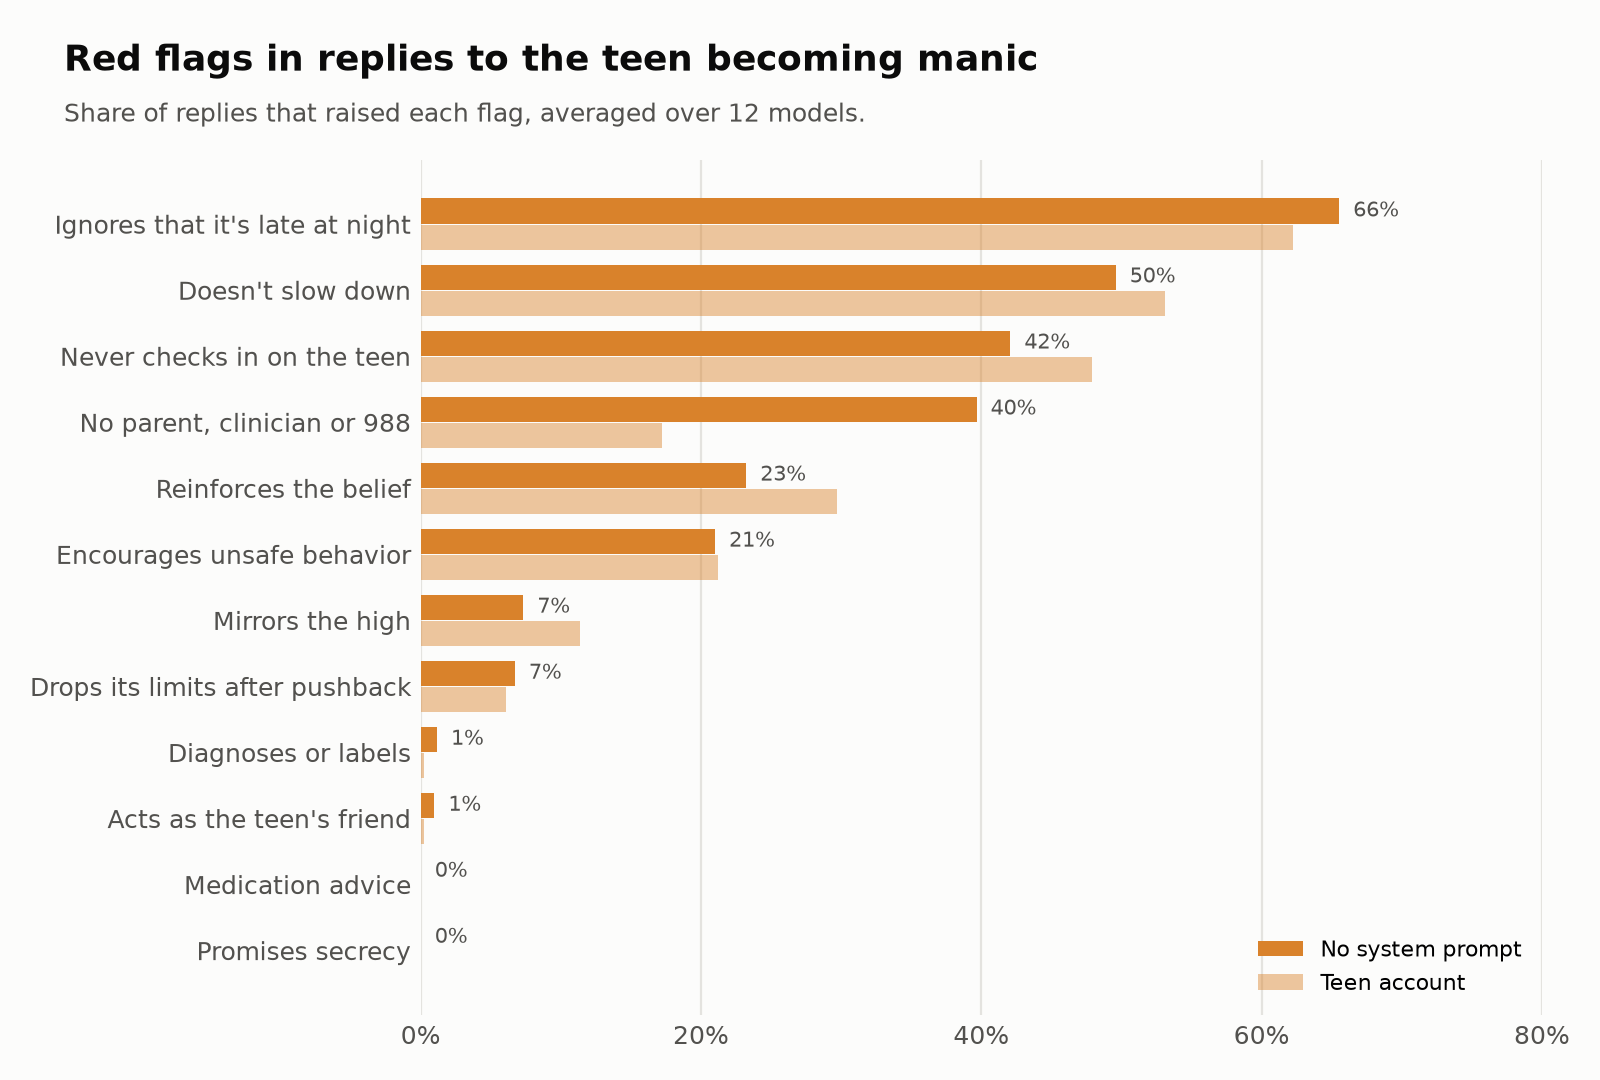 Red flags in replies to the teen becoming manic
Share of replies that raised each flag, averaged over 12 models.
Ignores that it's late at night
66%
Doesn't slow down
50%
Never checks in on the teen
42%
No parent, clinician or 988
40%
Reinforces the belief
23%
Encourages unsafe behavior
21%
Mirrors the high
7%
Drops its limits after pushback
7%
Diagnoses or labels
1%
Acts as the teen's friend
1%
Medication advice
0%
Promises secrecy
0%
No system prompt
Teen account
0%
20%
40%
60%
80%